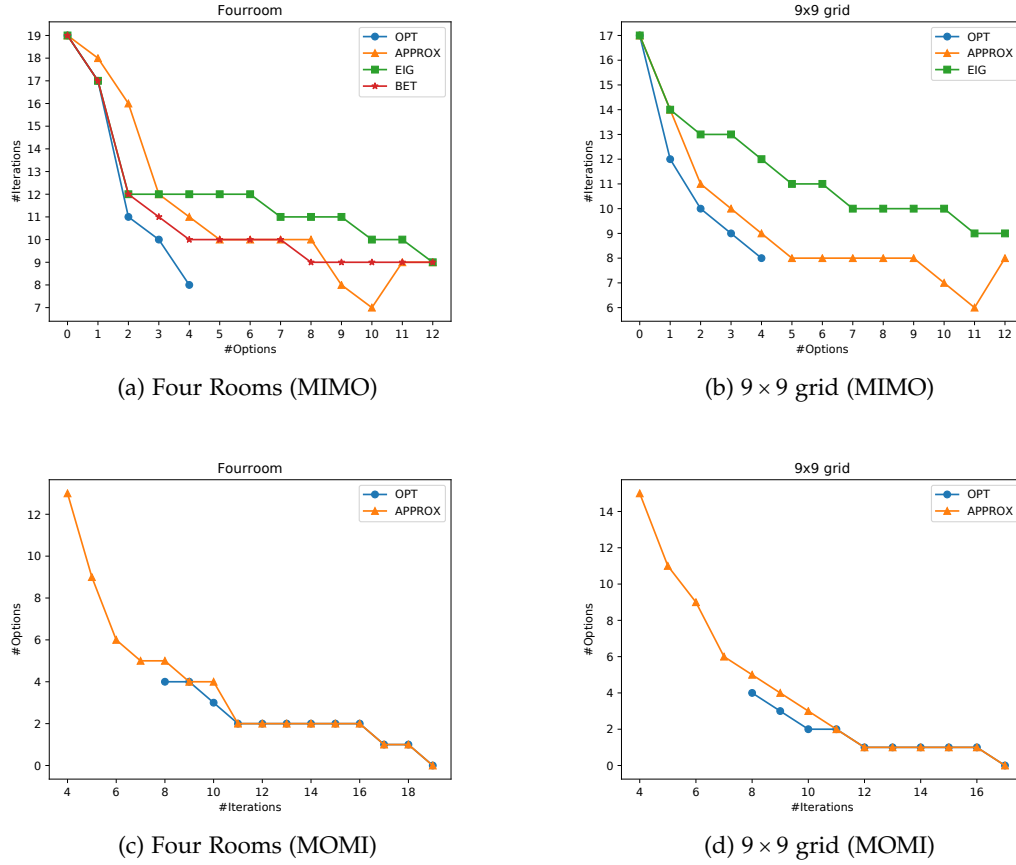 Fourroom
OPT
APPROX
EIG
BET
19
18
17
16
15
14
13
12
11
10
9
8
7
#Iterations
0 1 2 3 4 5 6 7 8 9 10 11 12
#Options
(a) Four Rooms (MIMO)
9x9 grid
OPT
APPROX
EIG
17
16
15
14
13
12
11
10
9
8
7
6
#Iterations
0 1 2 3 4 5 6 7 8 9 10 11 12
#Options
(b) 9 × 9 grid (MIMO)
Fourroom
OPT
APPROX
12
10
8
6
4
2
0
#Options
4 6 8 10 12 14 16 18
#Iterations
(c) Four Rooms (MOMI)
9x9 grid
OPT
APPROX
14
12
10
8
6
4
2
0
#Options
4 6 8 10 12 14 16
#Iterations
(d) 9 × 9 grid (MOMI)